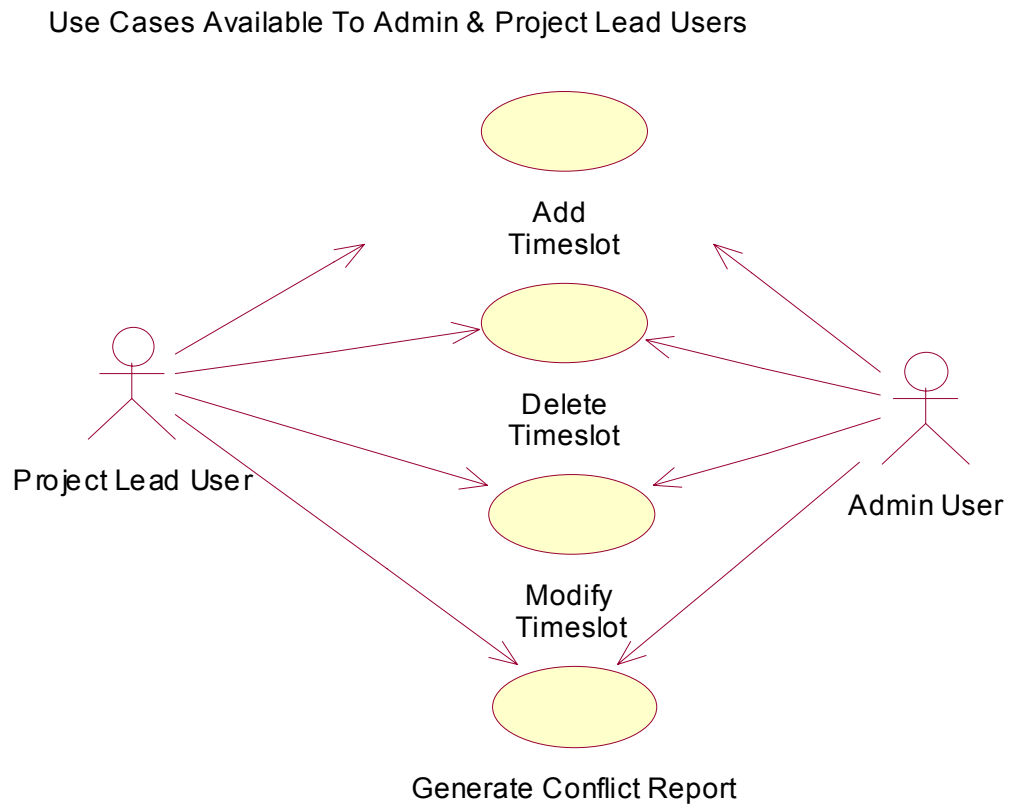 Use Cases Available To Admin & Project Lead Users
Add
Timeslot
Delete
Timeslot
Project Lead User
Admin User
Modify
Timeslot
Generate Conflict Report